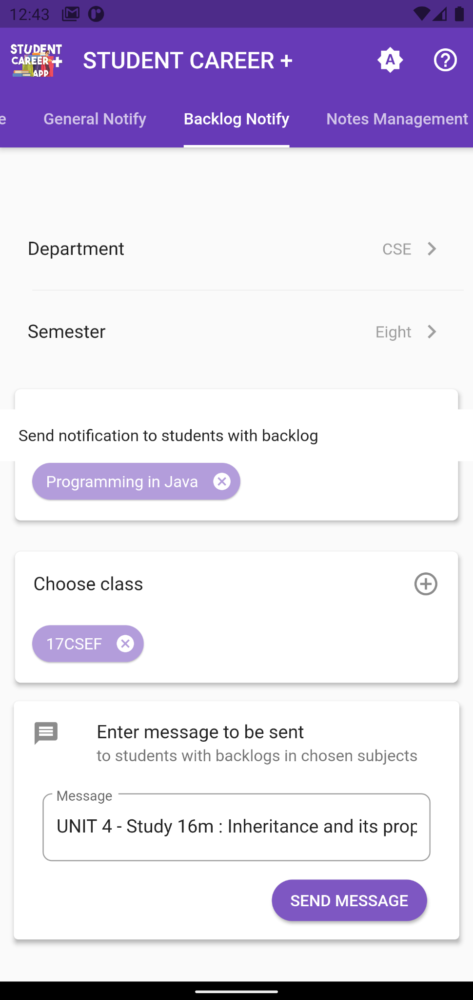 12:43
STUDENT
CAREER +
APP
STUDENT CAREER +
A
e General Notify Backlog Notify Notes Management
Department CSE
Semester Eight
Send notification to students with backlog
Programming in Java
Choose class
17CSEF
Enter message to be sent
to students with backlogs in chosen subjects
Message
UNIT 4 - Study 16m : Inheritance and its prop
SEND MESSAGE